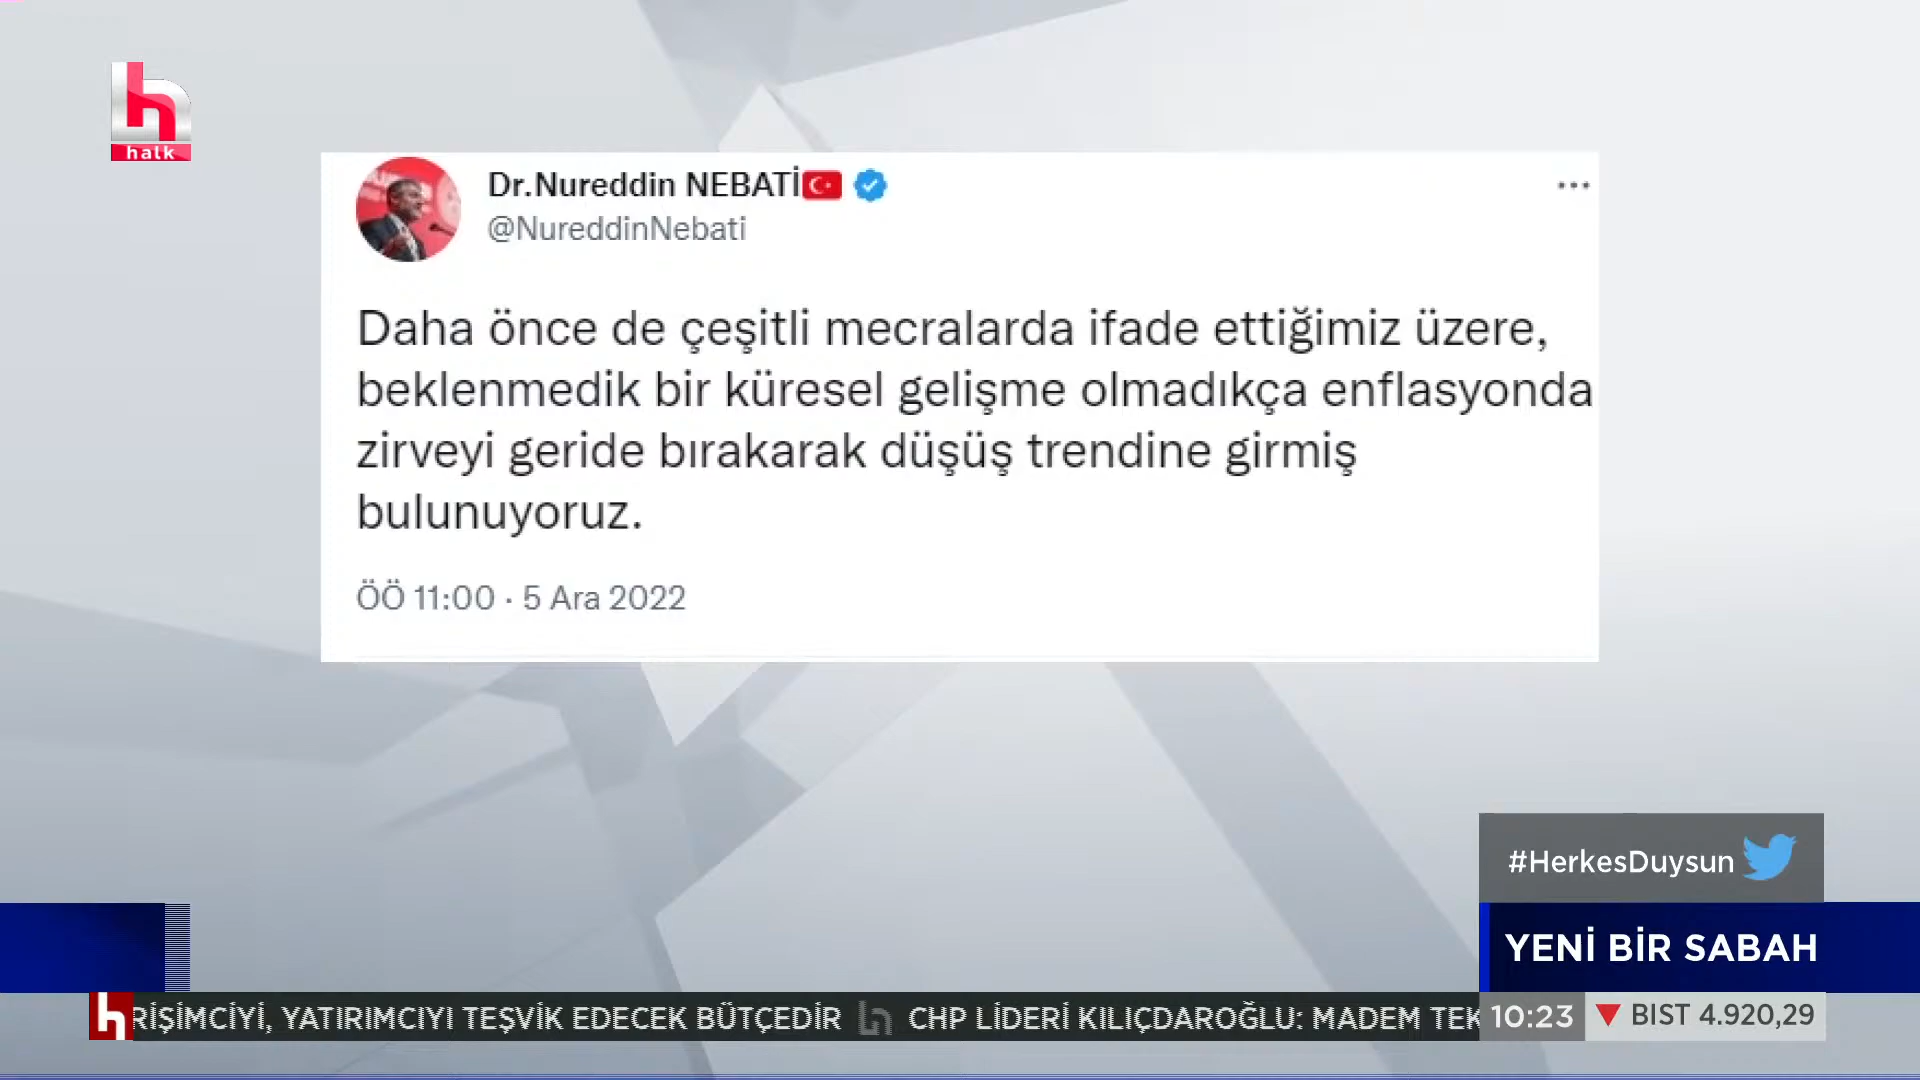 h
halk
Dr.Nureddin NEBATİ
@NureddinNebati
Daha önce de çeşitli mecralarda ifade ettiğimiz üzere,
beklenmedik bir küresel gelişme olmadıkça enflasyonda
zirveyi geride bırakarak düşüş trendine girmiş
bulunuyoruz.
ÖÖ 11:00 · 5 Ara 2022
#HerkesDuysun
YENİ BİR SABAH
h RİŞİMCİYİ, YATIRIMCIYI TEŞVİK EDECEK BÜTÇEDİR h CHP LİDERİ KILIÇDAROĞLU: MADEM TEK 10:23 BIST 4.920,29